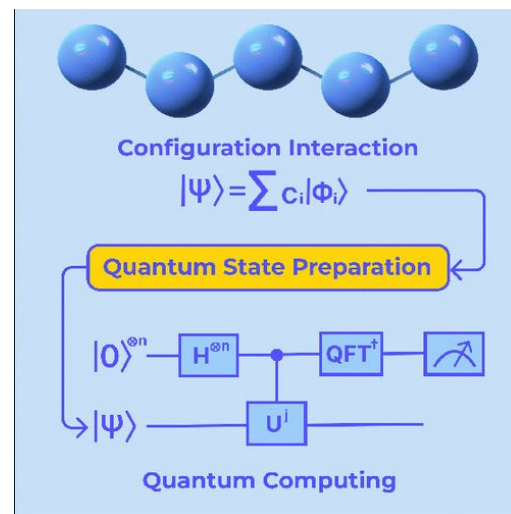 Configuration Interaction
|Ψ⟩=∑ cᵢ|Φᵢ⟩
Quantum State Preparation
|0⟩⊗n H⊗n QFT†
|Ψ⟩ Uʲ
Quantum Computing